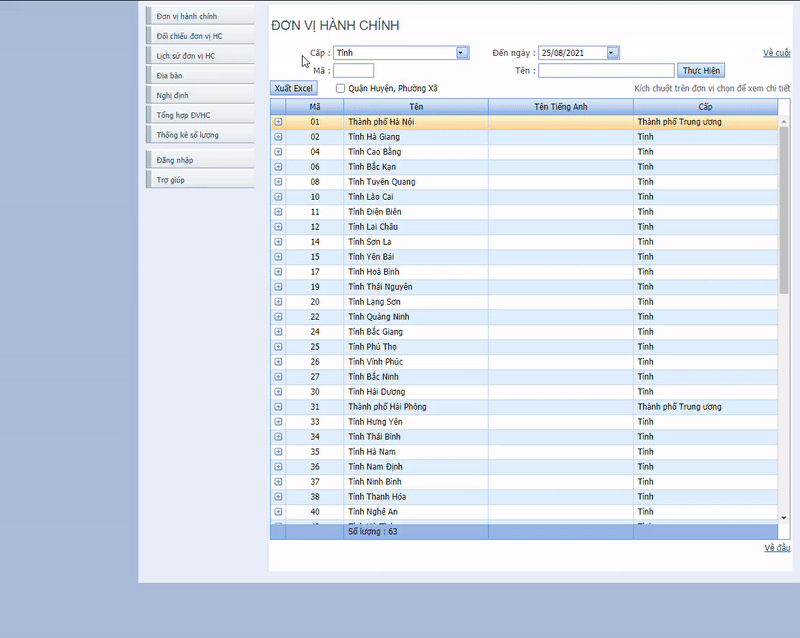 Đơn vị hành chính
Đối chiếu đơn vị HC
Lịch sử đơn vị HC
Địa bàn
Nghị định
Tổng hợp ĐVHC
Thống kê số lượng
Đăng nhập
Trợ giúp
ĐƠN VỊ HÀNH CHÍNH
Cấp : Tỉnh Đến ngày : 25/08/2021 Về cuối
Mã : Tên : Thực Hiện
Xuất Excel Quận Huyện, Phường Xã Kích chuột trên đơn vị chọn để xem chi tiết
Mã Tên Tên Tiếng Anh Cấp
01 Thành phố Hà Nội Thành phố Trung ương
02 Tỉnh Hà Giang Tỉnh
04 Tỉnh Cao Bằng Tỉnh
06 Tỉnh Bắc Kạn Tỉnh
08 Tỉnh Tuyên Quang Tỉnh
10 Tỉnh Lào Cai Tỉnh
11 Tỉnh Điện Biên Tỉnh
12 Tỉnh Lai Châu Tỉnh
14 Tỉnh Sơn La Tỉnh
15 Tỉnh Yên Bái Tỉnh
17 Tỉnh Hoà Bình Tỉnh
19 Tỉnh Thái Nguyên Tỉnh
20 Tỉnh Lạng Sơn Tỉnh
22 Tỉnh Quảng Ninh Tỉnh
24 Tỉnh Bắc Giang Tỉnh
25 Tỉnh Phú Thọ Tỉnh
26 Tỉnh Vĩnh Phúc Tỉnh
27 Tỉnh Bắc Ninh Tỉnh
30 Tỉnh Hải Dương Tỉnh
31 Thành phố Hải Phòng Thành phố Trung ương
33 Tỉnh Hưng Yên Tỉnh
34 Tỉnh Thái Bình Tỉnh
35 Tỉnh Hà Nam Tỉnh
36 Tỉnh Nam Định Tỉnh
37 Tỉnh Ninh Bình Tỉnh
38 Tỉnh Thanh Hóa Tỉnh
40 Tỉnh Nghệ An Tỉnh
Số lượng : 63
Về đầu